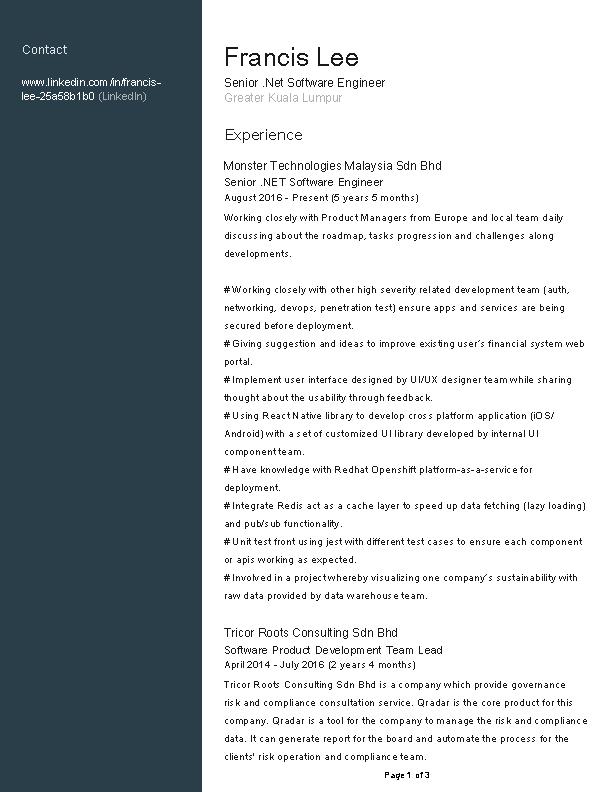 Contact
www.linkedin.com/in/francis-
lee-25a58b1b0 (LinkedIn)
Francis Lee
Senior .Net Software Engineer
Greater Kuala Lumpur
Experience
Monster Technologies Malaysia Sdn Bhd
Senior .NET Software Engineer
August 2016 - Present (5 years 5 months)
Working closely with Product Managers from Europe and local team daily
discussing about the roadmap, tasks progression and challenges along
developments.
# Working closely with other high severity related development team (auth,
networking, devops, penetration test) ensure apps and services are being
secured before deployment.
# Giving suggestion and ideas to improve existing user's financial system web
portal.
# Implement user interface designed by UI/UX designer team while sharing
thought about the usability through feedback.
# Using React Native library to develop cross platform application (iOS/
Android) with a set of customized UI library developed by internal UI
component team.
# Have knowledge with Redhat Openshift platform-as-a-service for
deployment.
# Integrate Redis act as a cache layer to speed up data fetching (lazy loading)
and pub/sub functionality.
# Unit test front using jest with different test cases to ensure each component
or apis working as expected.
# Involved in a project whereby visualizing one company's sustainability with
raw data provided by data warehouse team.
Tricor Roots Consulting Sdn Bhd
Software Product Development Team Lead
April 2014 - July 2016 (2 years 4 months)
Tricor Roots Consulting Sdn Bhd is a company which provide governance
risk and compliance consultation service. Qradar is the core product for this
company. Qradar is a tool for the company to manage the risk and compliance
data. It can generate report for the board and automate the process for the
clients' risk operation and compliance team.
Page 1 of 3